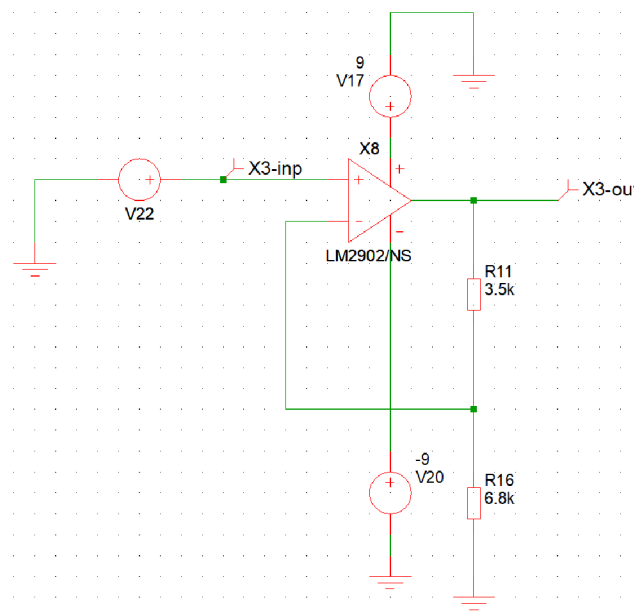 9
V17
X8
X3-inp
+
+
+
V22
-
-
LM2902/NS
X3-out
R11
3.5k
-9
V20
+
R16
6.8k